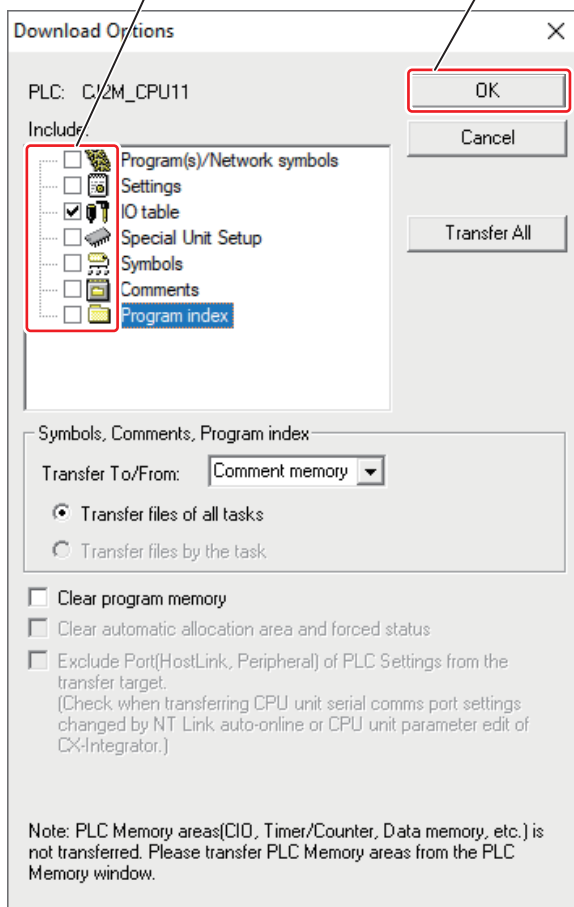 Download Options
PLC: CJ2M_CPU11
OK
Include:
Cancel
Program(s)/Network symbols
Settings
IO table
Special Unit Setup
Transfer All
Symbols
Comments
Program index
Symbols, Comments, Program index
Transfer To/From: Comment memory
Transfer files of all tasks
Transfer files by the task
Clear program memory
Clear automatic allocation area and forced status
Exclude Port(HostLink, Peripheral) of PLC Settings from the
transfer target.
(Check when transferring CPU unit serial comms port settings
changed by NT Link auto-online or CPU unit parameter edit of
CX-Integrator.)
Note: PLC Memory areas(CIO, Timer/Counter, Data memory, etc.) is
not transferred. Please transfer PLC Memory areas from the PLC
Memory window.